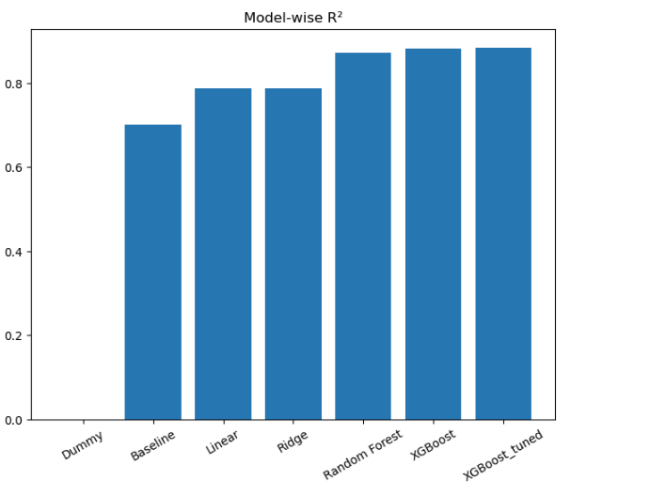 Model-wise R²
0.8
0.6
0.4
0.2
0.0
Dummy
Baseline
Linear
Ridge
Random Forest
XGBoost
XGBoost_tuned